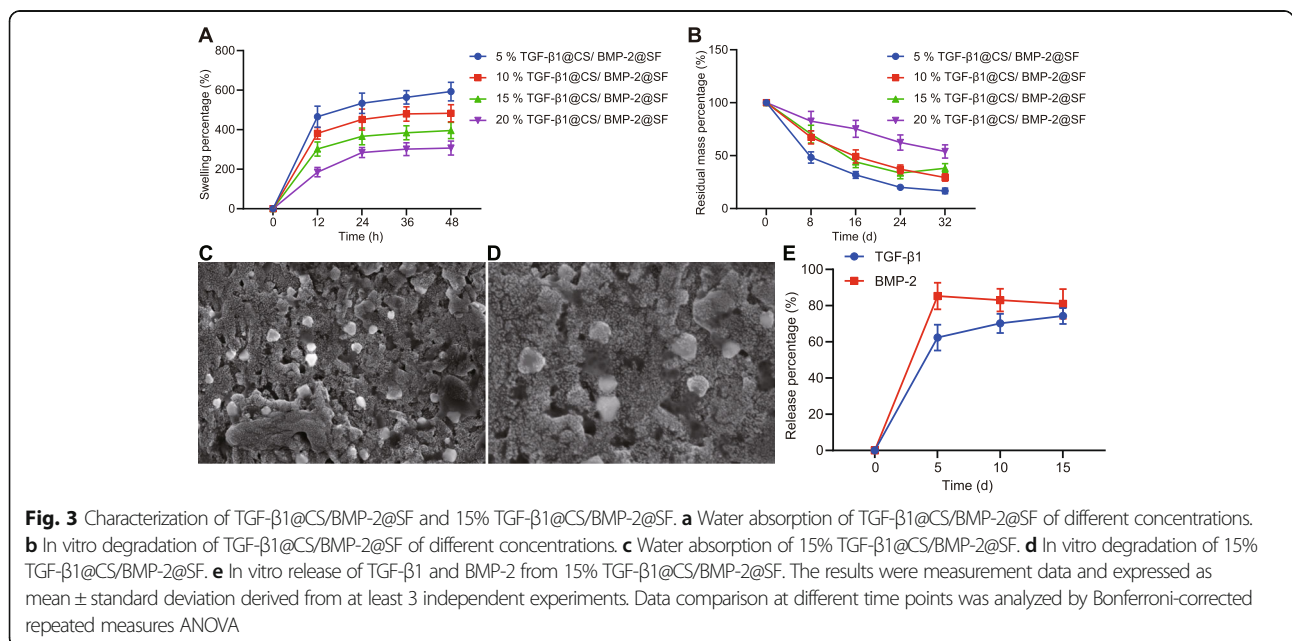 A
800
600
400
200
0
Swelling percentage (%)
0 12 24 36 48
Time (h)
5 % TGF-β1@CS/ BMP-2@SF
10 % TGF-β1@CS/ BMP-2@SF
15 % TGF-β1@CS/ BMP-2@SF
20 % TGF-β1@CS/ BMP-2@SF
B
150
100
50
0
Residual mass percentage (%)
0 8 16 24 32
Time (d)
5 % TGF-β1@CS/ BMP-2@SF
10 % TGF-β1@CS/ BMP-2@SF
15 % TGF-β1@CS/ BMP-2@SF
20 % TGF-β1@CS/ BMP-2@SF
C
D
E
TGF-β1
BMP-2
100
80
60
40
20
0
Release percentage (%)
0 5 10 15
Time (d)
Fig. 3 Characterization of TGF-β1@CS/BMP-2@SF and 15% TGF-β1@CS/BMP-2@SF. a Water absorption of TGF-β1@CS/BMP-2@SF of different concentrations.
b In vitro degradation of TGF-β1@CS/BMP-2@SF of different concentrations. c Water absorption of 15% TGF-β1@CS/BMP-2@SF. d In vitro degradation of 15%
TGF-β1@CS/BMP-2@SF. e In vitro release of TGF-β1 and BMP-2 from 15% TGF-β1@CS/BMP-2@SF. The results were measurement data and expressed as
mean ± standard deviation derived from at least 3 independent experiments. Data comparison at different time points was analyzed by Bonferroni-corrected
repeated measures ANOVA